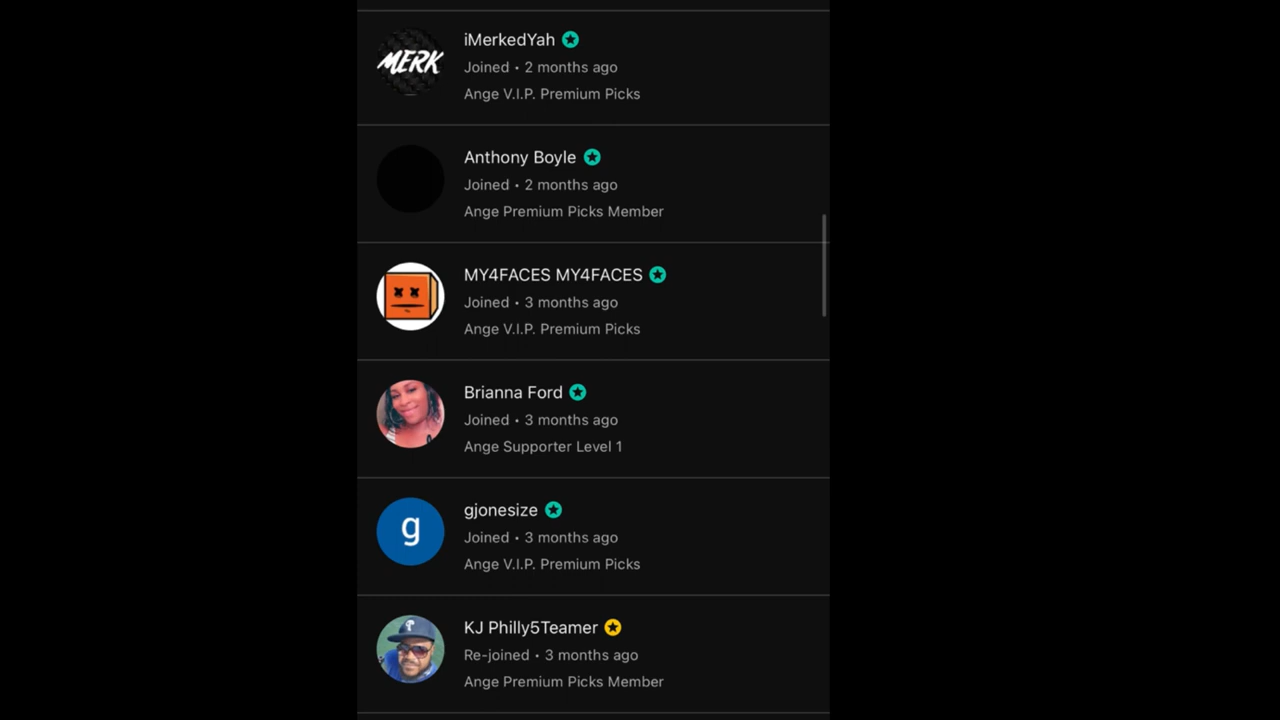 MERK
iMerkedYah
Joined • 2 months ago
Ange V.I.P. Premium Picks
Anthony Boyle
Joined • 2 months ago
Ange Premium Picks Member
MY4FACES MY4FACES
Joined • 3 months ago
Ange V.I.P. Premium Picks
Brianna Ford
Joined • 3 months ago
Ange Supporter Level 1
g
gjonesize
Joined • 3 months ago
Ange V.I.P. Premium Picks
P
KJ Philly5Teamer
Re-joined • 3 months ago
Ange Premium Picks Member